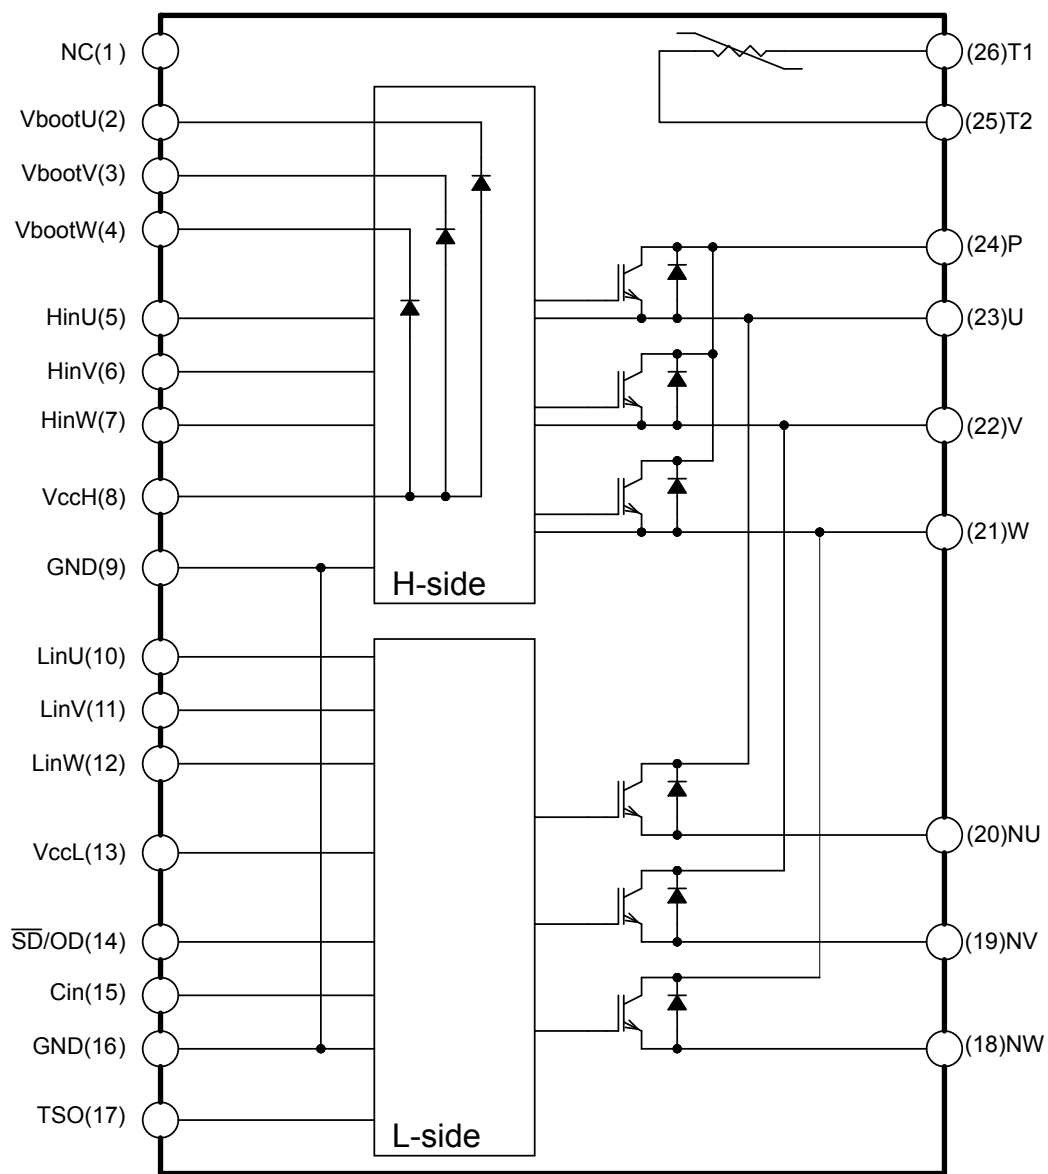 NC(1)
VbootU(2)
VbootV(3)
VbootW(4)
HinU(5)
HinV(6)
HinW(7)
VccH(8)
GND(9)
LinU(10)
LinV(11)
LinW(12)
VccL(13)
SD/OD(14)
Cin(15)
GND(16)
TSO(17)
H-side
L-side
(26)T1
(25)T2
(24)P
(23)U
(22)V
(21)W
(20)NU
(19)NV
(18)NW